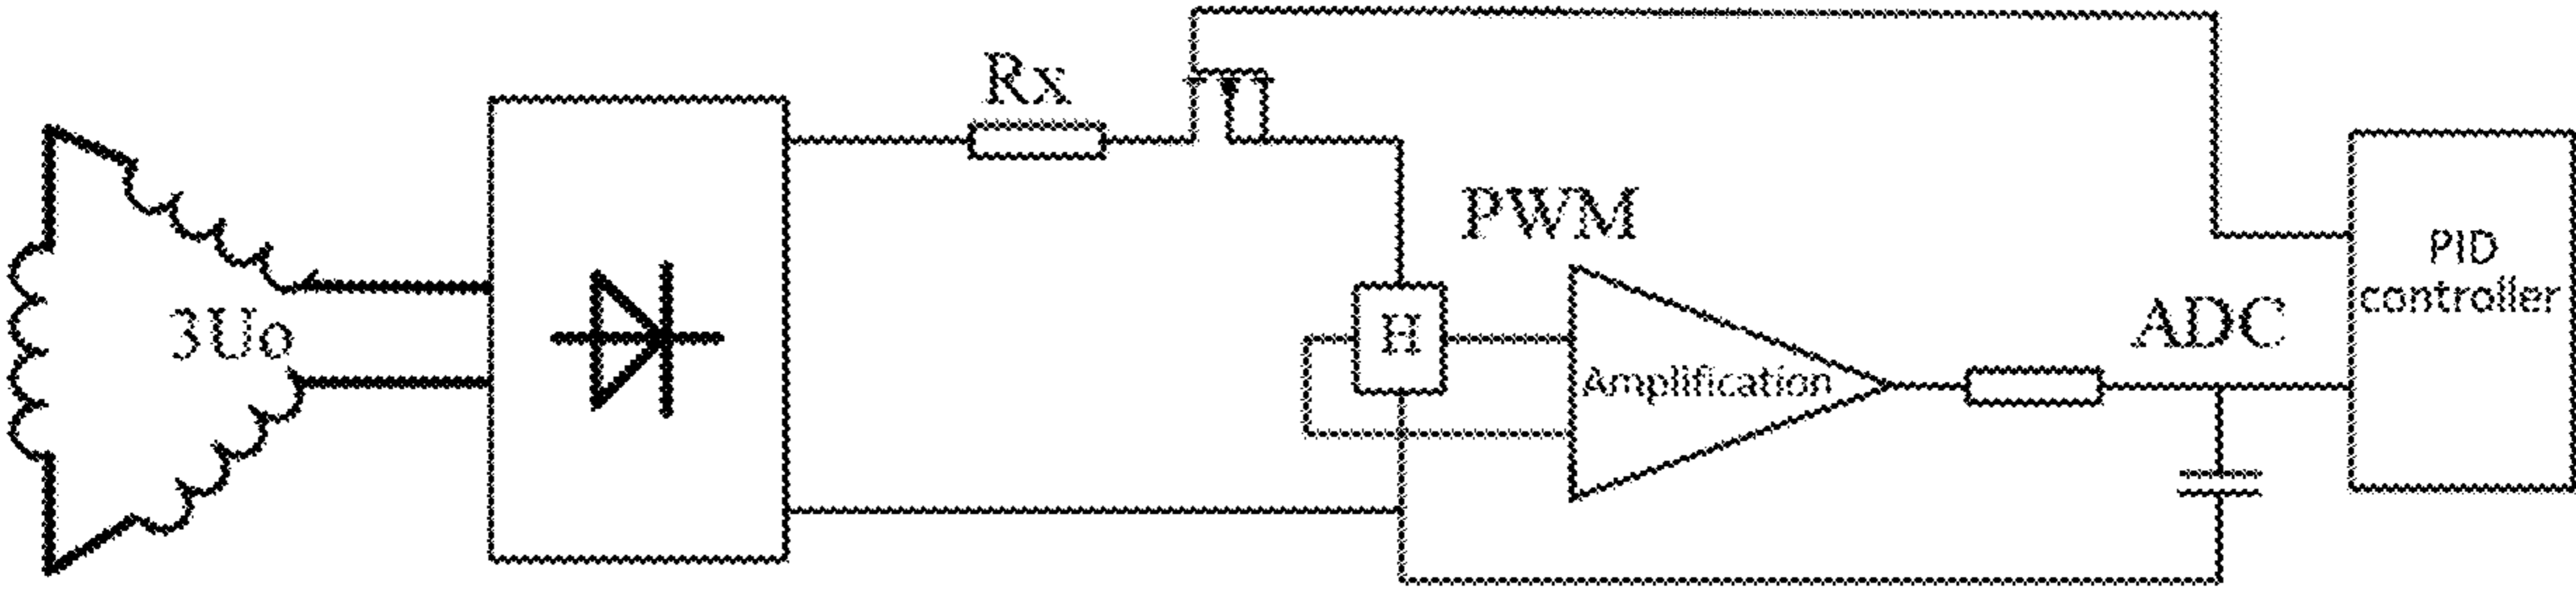 Rx
PWM
PID
controller
3Uo
H
ADC
Amplification